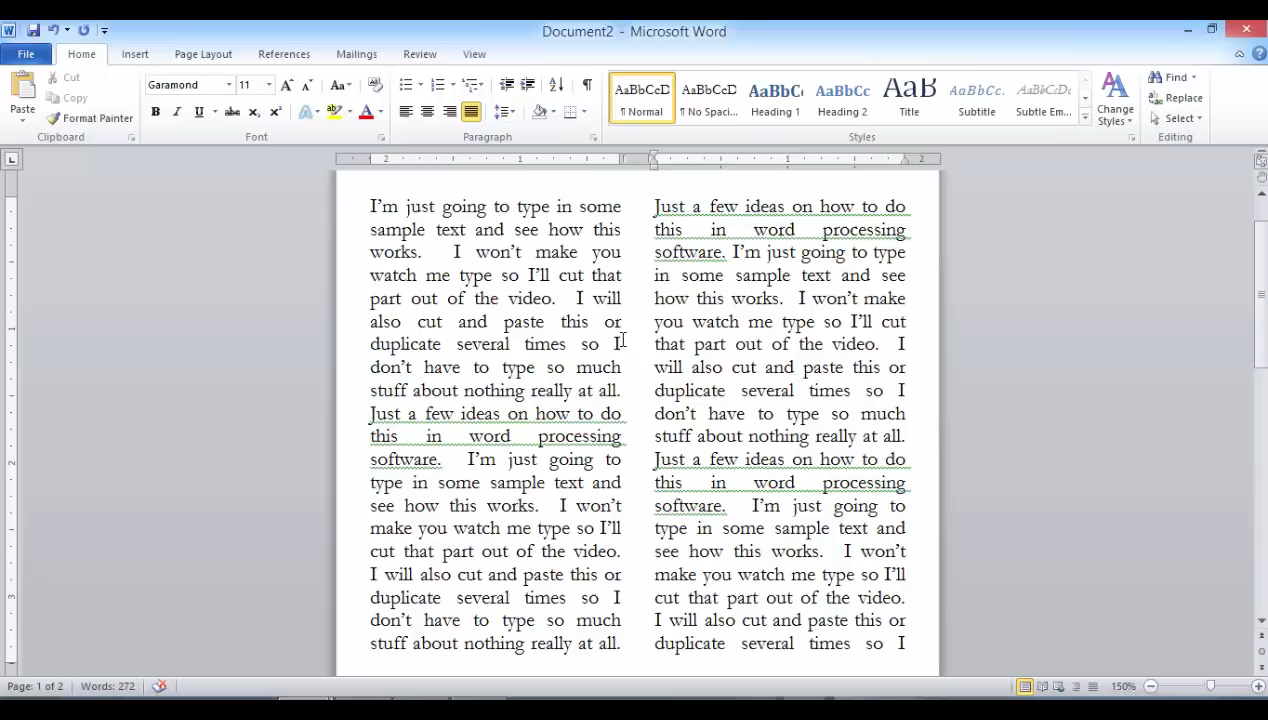 Document2 - Microsoft Word
File Home Insert Page Layout References Mailings Review View
Paste
Cut
Copy
Format Painter
Clipboard
Garamond 11
Font
Paragraph
AaBbCcD AaBbCcD AaBbC AaBbCc AaB AaBbCc. AaBbCcDc
¶ Normal ¶ No Spaci... Heading 1 Heading 2 Title Subtitle Subtle Em...
Change
Styles
Styles
Find
Replace
Select
Editing
2 1 1 2
I'm just going to type in some
sample text and see how this
works. I won't make you
watch me type so I'll cut that
part out of the video. I will
also cut and paste this or
duplicate several times so I
don't have to type so much
stuff about nothing really at all.
Just a few ideas on how to do
this in word processing
software. I'm just going to
type in some sample text and
see how this works. I won't
make you watch me type so I'll
cut that part out of the video.
I will also cut and paste this or
duplicate several times so I
don't have to type so much
stuff about nothing really at all.
Just a few ideas on how to do
this in word processing
software. I'm just going to type
in some sample text and see
how this works. I won't make
you watch me type so I'll cut
that part out of the video. I
will also cut and paste this or
duplicate several times so I
don't have to type so much
stuff about nothing really at all.
Just a few ideas on how to do
this in word processing
software. I'm just going to
type in some sample text and
see how this works. I won't
make you watch me type so I'll
cut that part out of the video.
I will also cut and paste this or
duplicate several times so I
Page: 1 of 2 Words: 272 150%